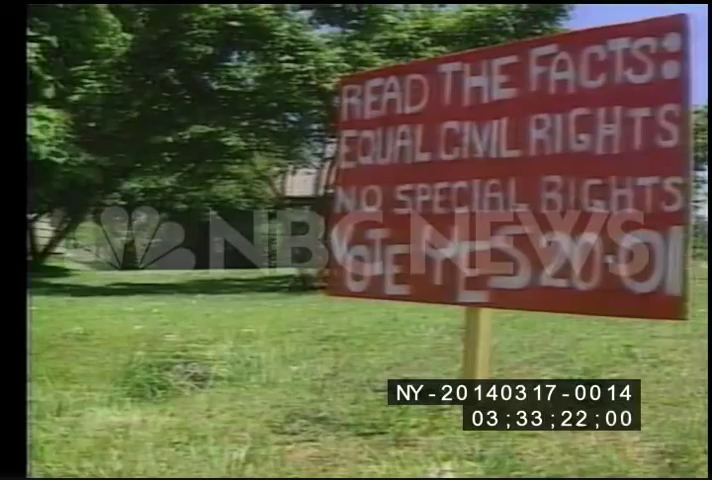 READ THE FACTS:
EQUAL CIVIL RIGHTS
NO SPECIAL RIGHTS
VOTE YES 20-01
NBC NEWS
NY-20140317-0014
03;33;22;00